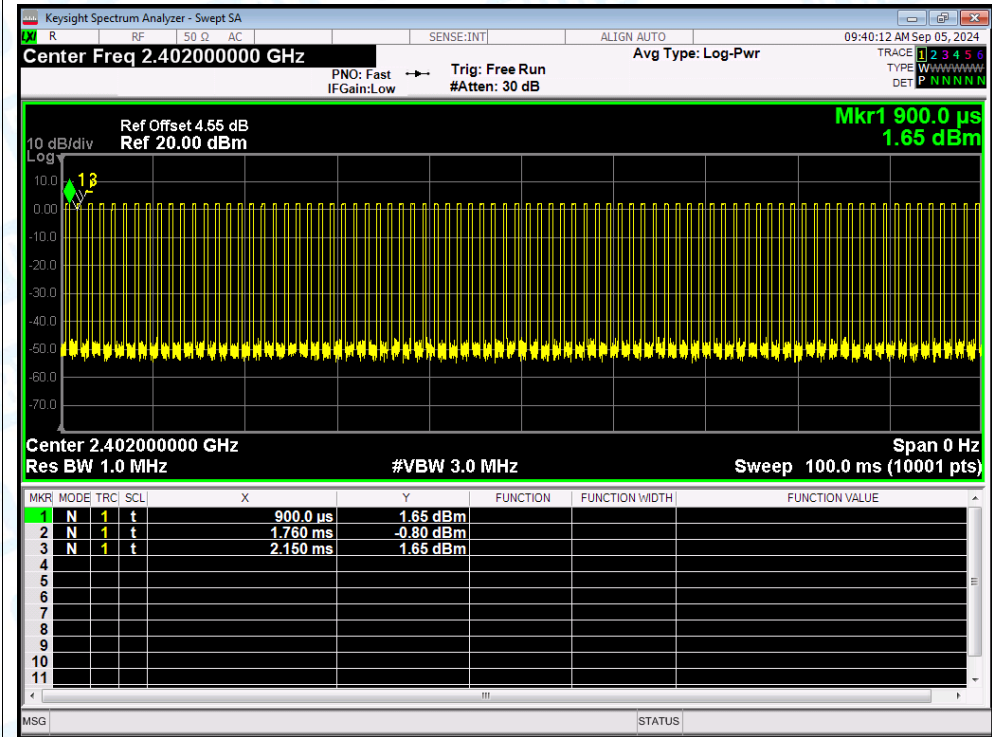 Keysight Spectrum Analyzer - Swept SA
LXI R RF 50 Ω AC SENSE:INT ALIGN AUTO 09:40:12 AM Sep 05, 2024
Center Freq 2.402000000 GHz
Avg Type: Log-Pwr
TRACE 1 2 3 4 5 6
TYPE WWWWWW
DET P N N N N N
PNO: Fast
IFGain:Low
Trig: Free Run
#Atten: 30 dB
Mkr1 900.0 µs
1.65 dBm
Ref Offset 4.55 dB
10 dB/div Ref 20.00 dBm
Log
10.0
0.00
-10.0
-20.0
-30.0
-40.0
-50.0
-60.0
-70.0
1
3
Center 2.402000000 GHz Span 0 Hz
Res BW 1.0 MHz #VBW 3.0 MHz Sweep 100.0 ms (10001 pts)
MKR MODE TRC SCL X Y FUNCTION FUNCTION WIDTH FUNCTION VALUE
1 N 1 t 900.0 µs 1.65 dBm
2 N 1 t 1.760 ms -0.80 dBm
3 N 1 t 2.150 ms 1.65 dBm
4
5
6
7
8
9
10
11
MSG STATUS